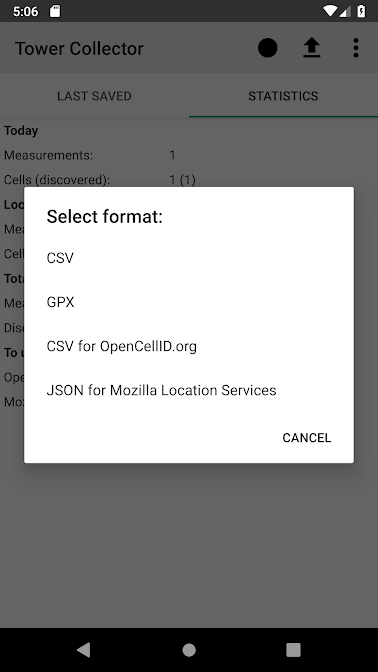 5:06
Tower Collector
LAST SAVED STATISTICS
Today
Measurements: 1
Cells (discovered): 1 (1)
Select format:
CSV
GPX
CSV for OpenCellID.org
JSON for Mozilla Location Services
CANCEL